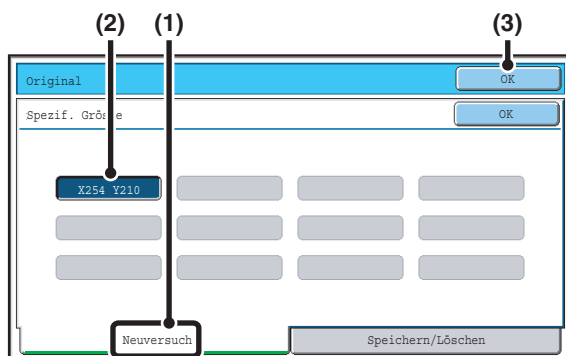 (2) (1) (3)
Original OK
Spezif. Größe OK
X254 Y210
Neuversuch Speichern/Löschen